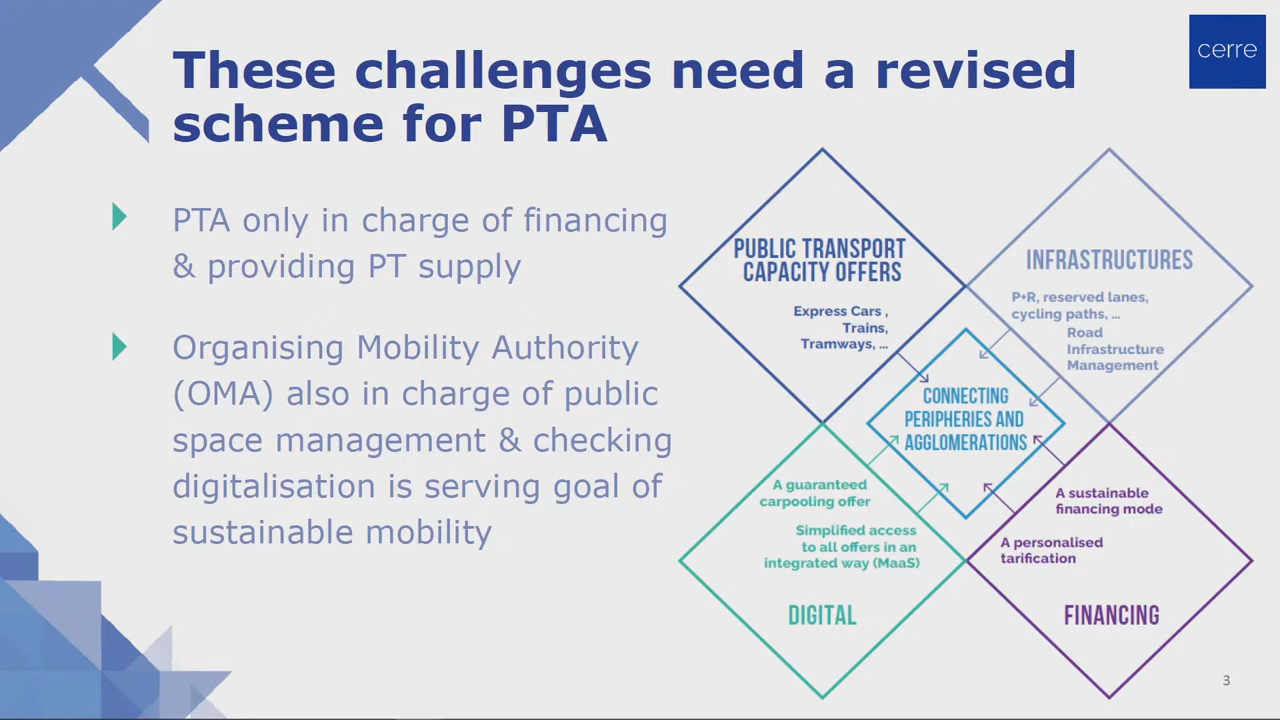 cerre
These challenges need a revised
scheme for PTA
PTA only in charge of financing
& providing PT supply
Organising Mobility Authority
(OMA) also in charge of public
space management & checking
digitalisation is serving goal of
sustainable mobility
PUBLIC TRANSPORT
CAPACITY OFFERS
Express Cars ,
Trains,
Tramways, ...
INFRASTRUCTURES
P+R, reserved lanes,
cycling paths, ...
Road
Infrastructure
Management
CONNECTING
PERIPHERIES AND
AGGLOMERATIONS
A guaranteed
carpooling offer
Simplified access
to all offers in an
integrated way (MaaS)
DIGITAL
A sustainable
financing mode
A personalised
tarification
FINANCING
3